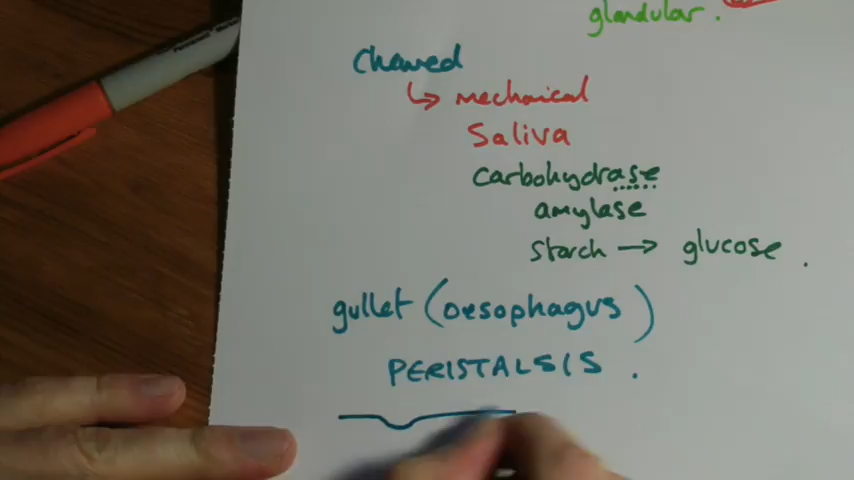 glandular.
Chewed
↳ mechanical
Saliva
carbohydrase
amylase
starch → glucose.
gullet (oesophagus)
PERISTALSIS.